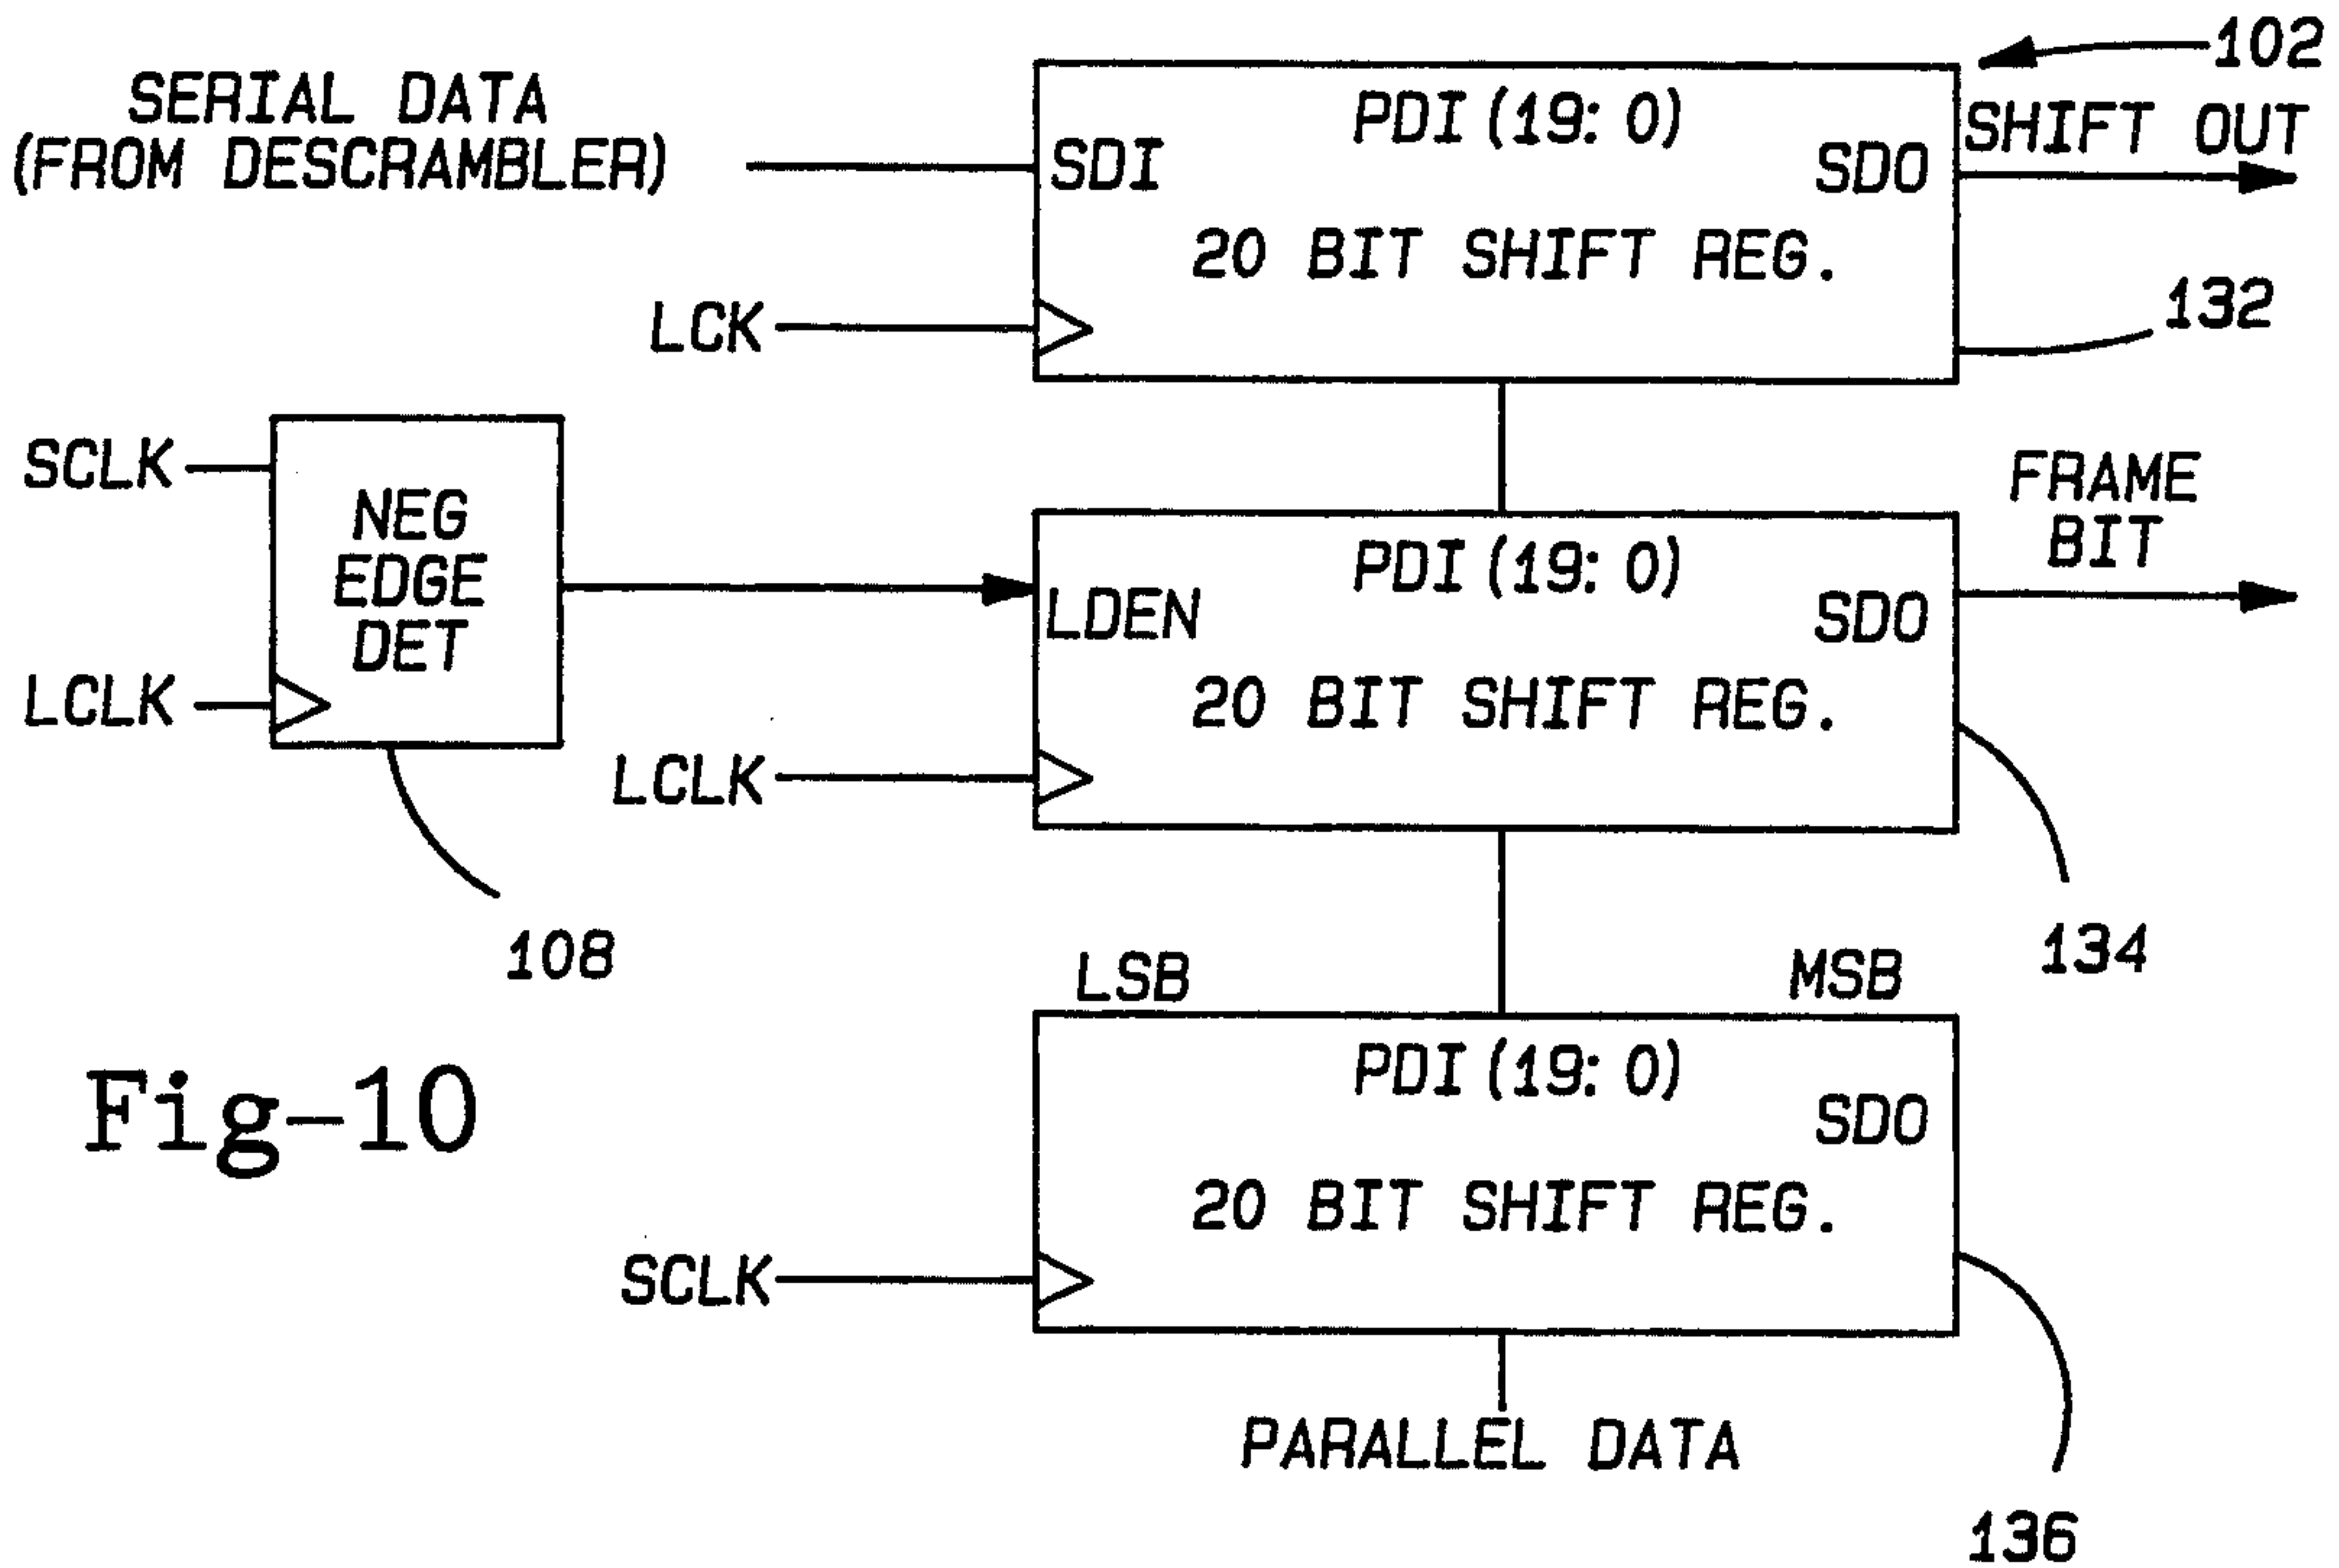 102
SERIAL DATA
(FROM DESCRAMBLER)
PDI(19:0)
SHIFT OUT
SDI
SDO
20 BIT SHIFT REG.
LCK
132
SCLK
NEG
EDGE
DET
LCLK
108
FRAME
BIT
PDI(19:0)
LDEN
SDO
20 BIT SHIFT REG.
LCLK
134
LSB
MSB
PDI(19:0)
SDO
20 BIT SHIFT REG.
SCLK
PARALLEL DATA
136
Fig-10